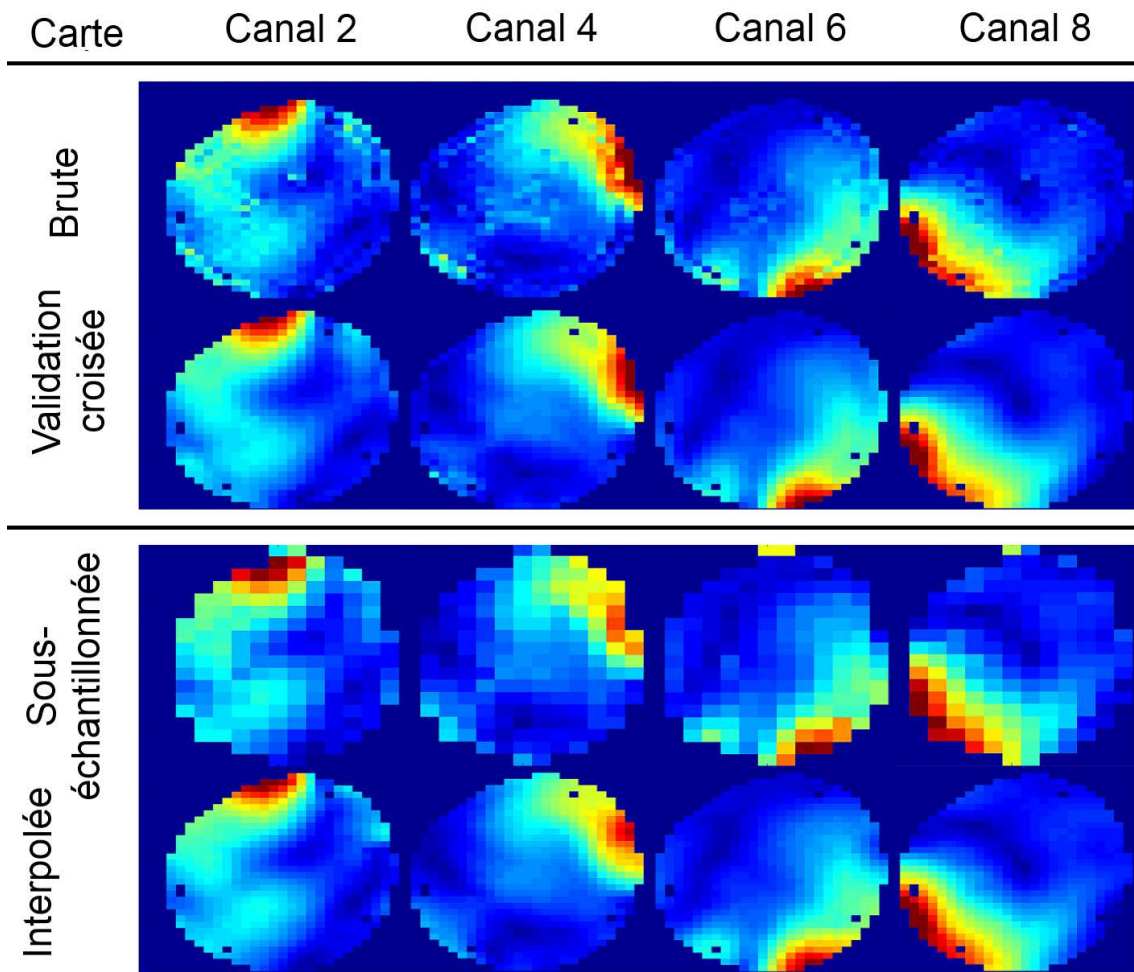 Carte Canal 2 Canal 4 Canal 6 Canal 8
Brute
Validation
croisée
Sous-
échantillonnée
Interpolée